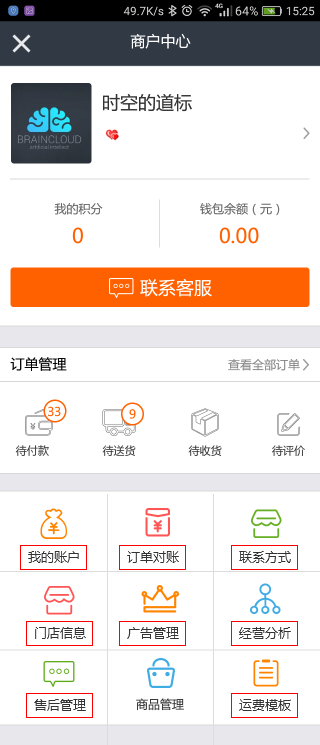 49.7K/s 4G 64% 15:25
商户中心
时空的道标
BRAINCLOUD
我的积分
钱包余额（元）
0
0.00
联系客服
订单管理
查看全部订单
33
9
待付款
待送货
待收货
待评价
我的账户
订单对账
联系方式
门店信息
广告管理
经营分析
售后管理
商品管理
运费模板